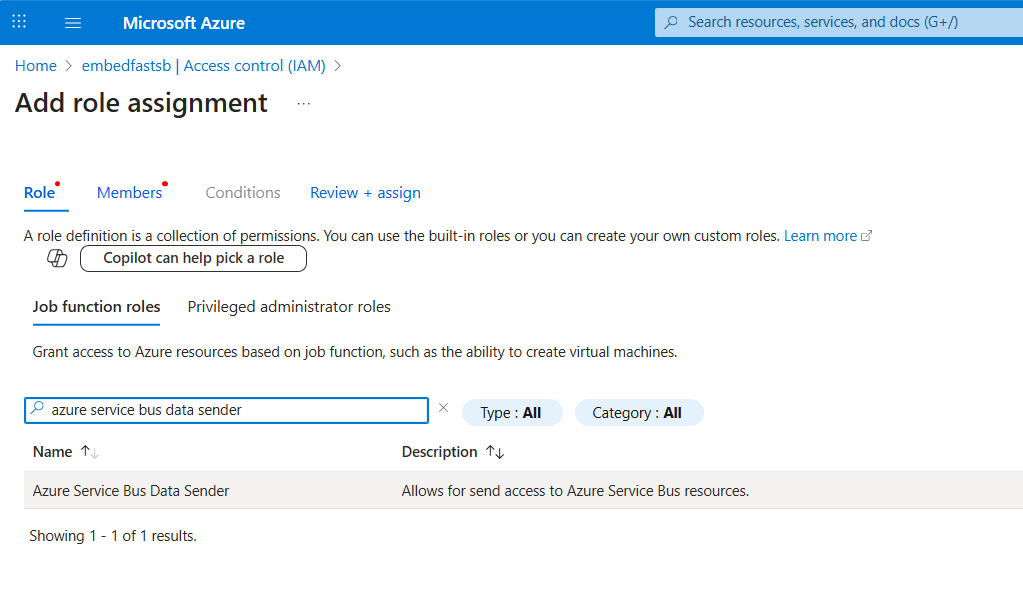 Microsoft Azure
Search resources, services, and docs (G+/)
Home > embedfastsb | Access control (IAM) >
Add role assignment ...
Role Members Conditions Review + assign
A role definition is a collection of permissions. You can use the built-in roles or you can create your own custom roles. Learn more
Copilot can help pick a role
Job function roles Privileged administrator roles
Grant access to Azure resources based on job function, such as the ability to create virtual machines.
azure service bus data sender × Type : All Category : All
Name ↑↓ Description ↑↓
Azure Service Bus Data Sender Allows for send access to Azure Service Bus resources.
Showing 1 - 1 of 1 results.